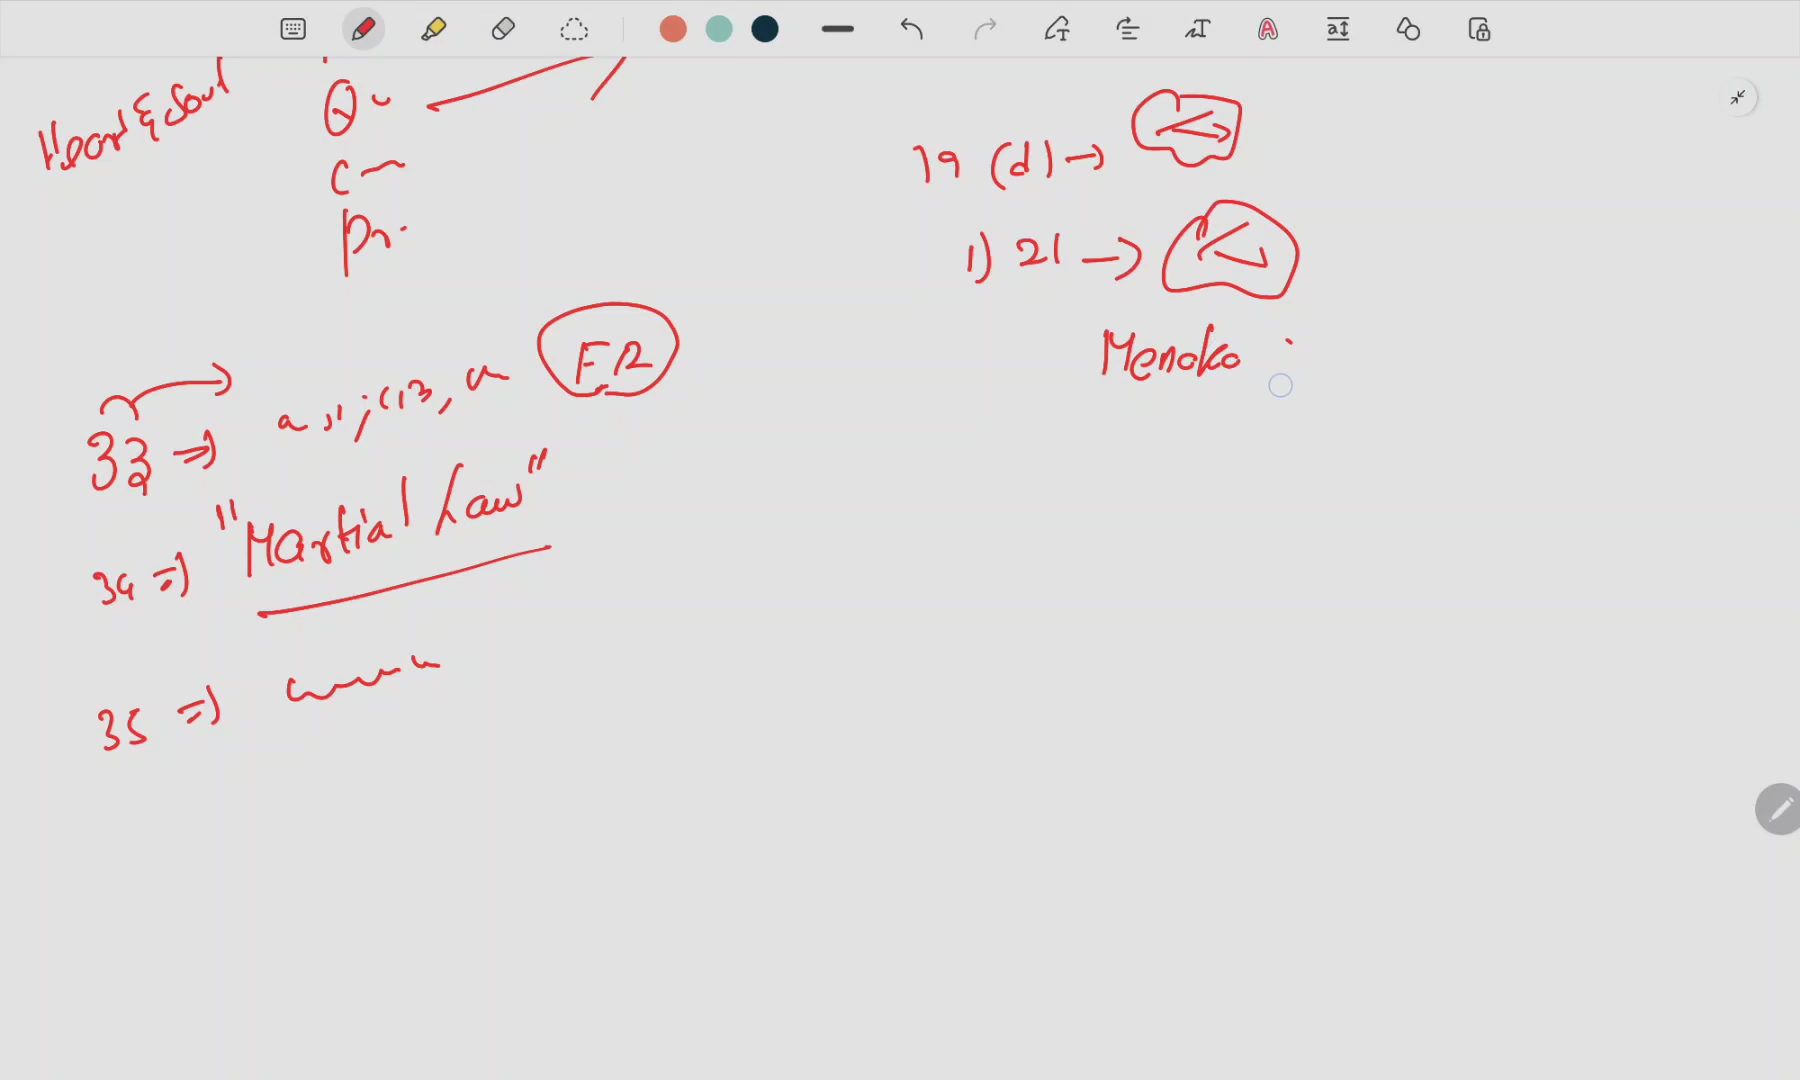 Heart & Soul
Q
C
Pr.
33 ⇒ a
FR
34 ⇒ "Martial Law"
35 ⇒
19 (d) →
1) 21 →
Menaka